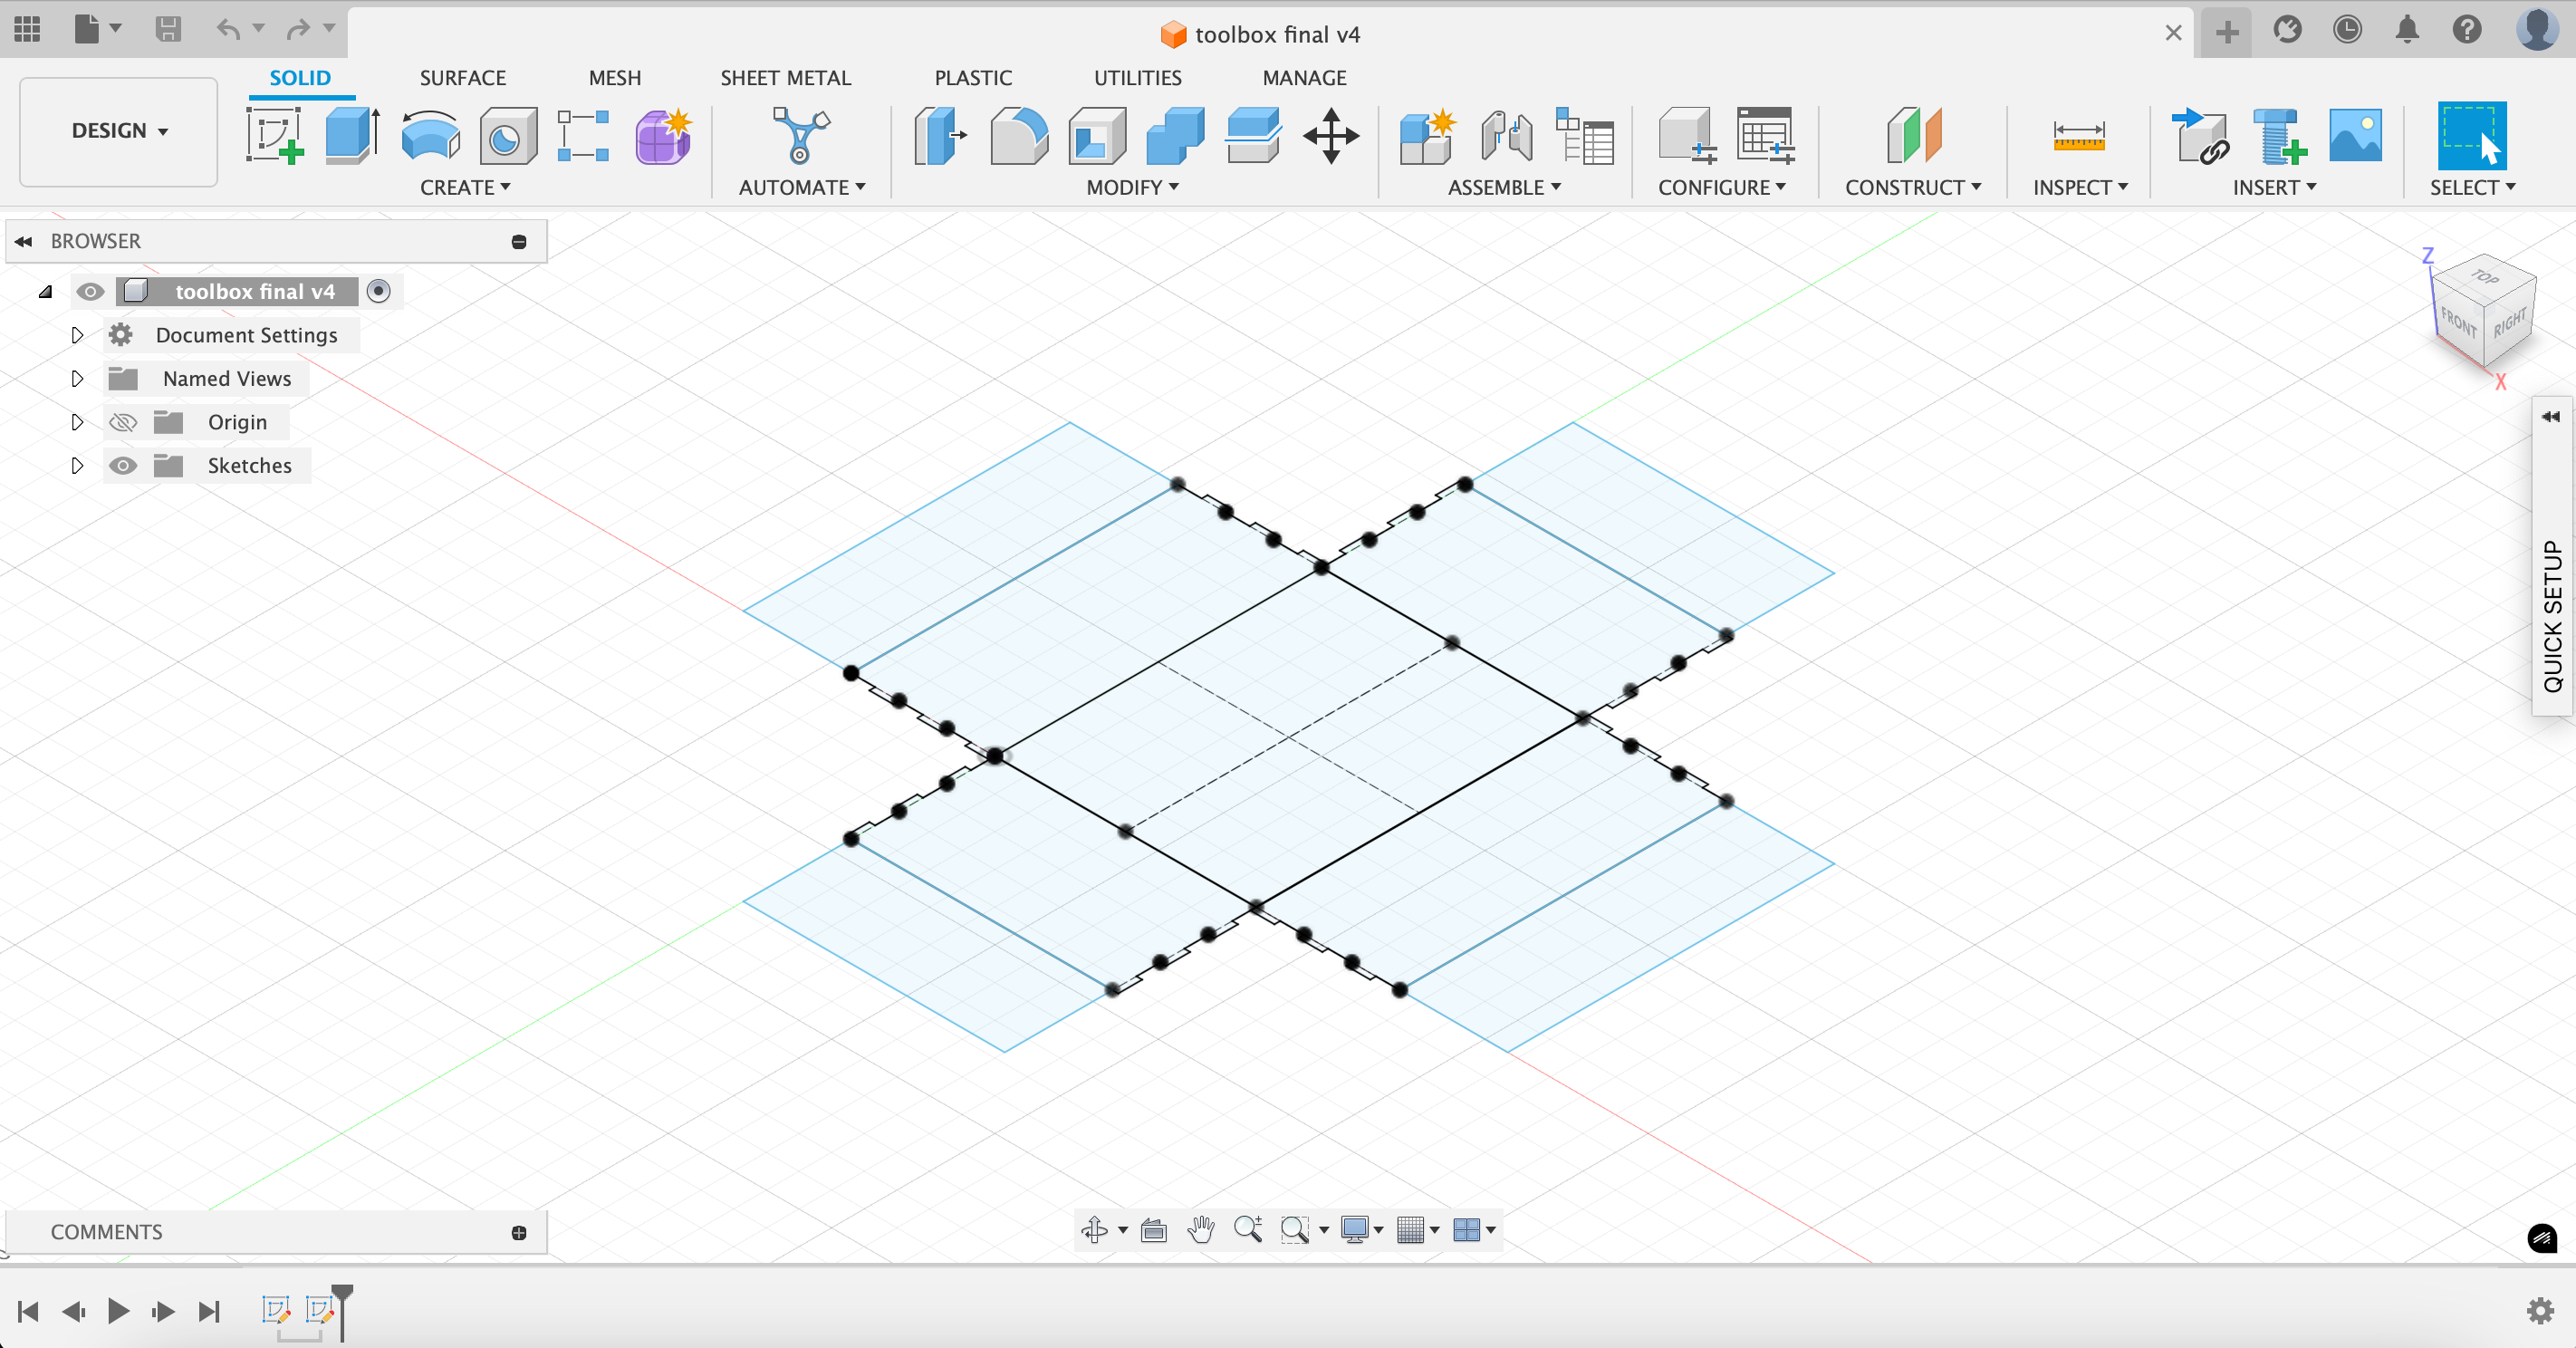 toolbox final v4
SOLID SURFACE MESH SHEET METAL PLASTIC UTILITIES MANAGE
DESIGN
CREATE AUTOMATE MODIFY ASSEMBLE CONFIGURE CONSTRUCT INSPECT INSERT SELECT
BROWSER
toolbox final v4
Document Settings
Named Views
Origin
Sketches
Z
TOP
FRONT
RIGHT
X
QUICK SETUP
COMMENTS